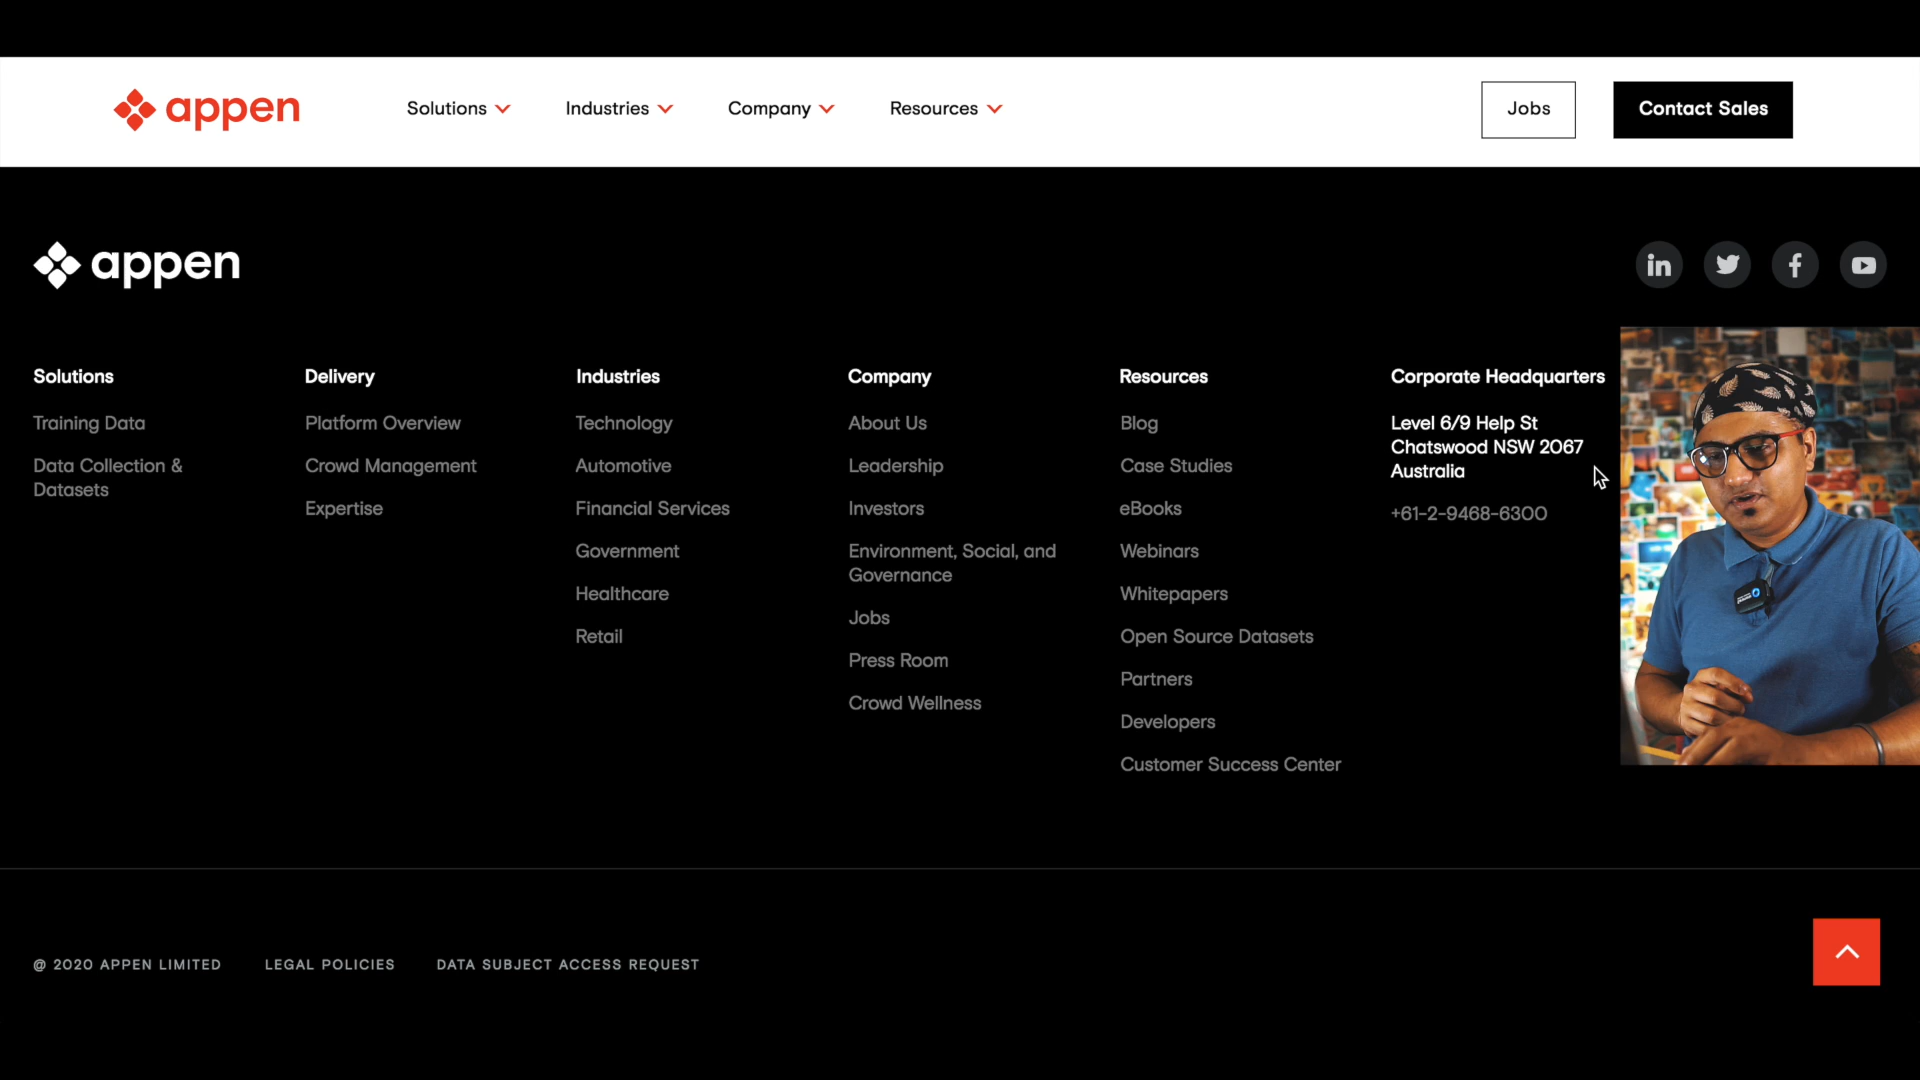 appen
Solutions
Industries
Company
Resources
Jobs
Contact Sales
appen
in
f
Solutions
Training Data
Data Collection &
Datasets
Delivery
Platform Overview
Crowd Management
Expertise
Industries
Technology
Automotive
Financial Services
Government
Healthcare
Retail
Company
About Us
Leadership
Investors
Environment, Social, and
Governance
Jobs
Press Room
Crowd Wellness
Resources
Blog
Case Studies
eBooks
Webinars
Whitepapers
Open Source Datasets
Partners
Developers
Customer Success Center
Corporate Headquarters
Level 6/9 Help St
Chatswood NSW 2067
Australia
+61-2-9468-6300
@ 2020 APPEN LIMITED
LEGAL POLICIES
DATA SUBJECT ACCESS REQUEST